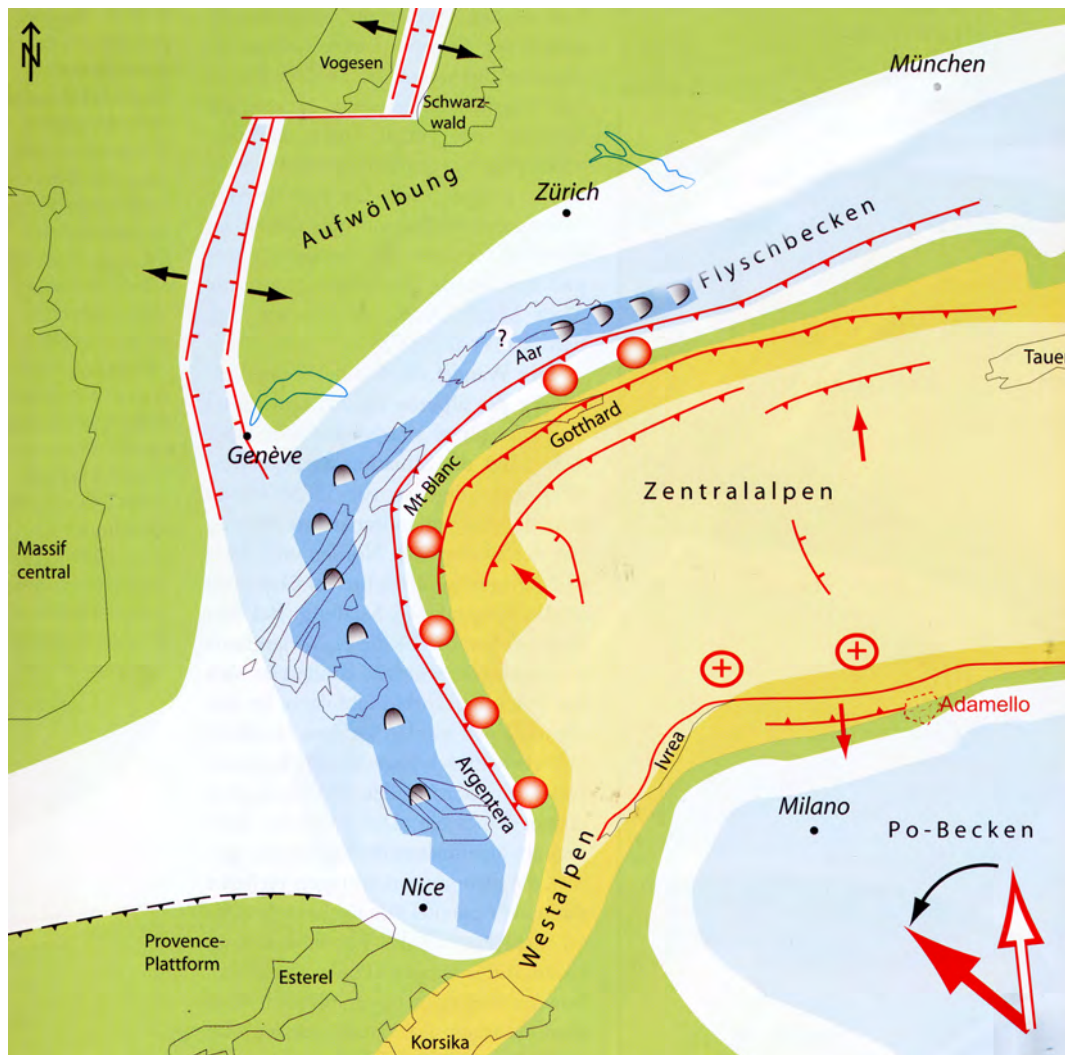 N
Vogesen
München
Schwarz-
wald
Aufwölbung
Zürich
Flyschbecken
?
Aar
Tauer
Gotthard
Genève
Mt Blanc
Zentralalpen
Massif
central
+
+
Adamello
Ivrea
Argentera
Milano
Po-Becken
Westalpen
Nice
Provence-
Plattform
Esterel
Korsika